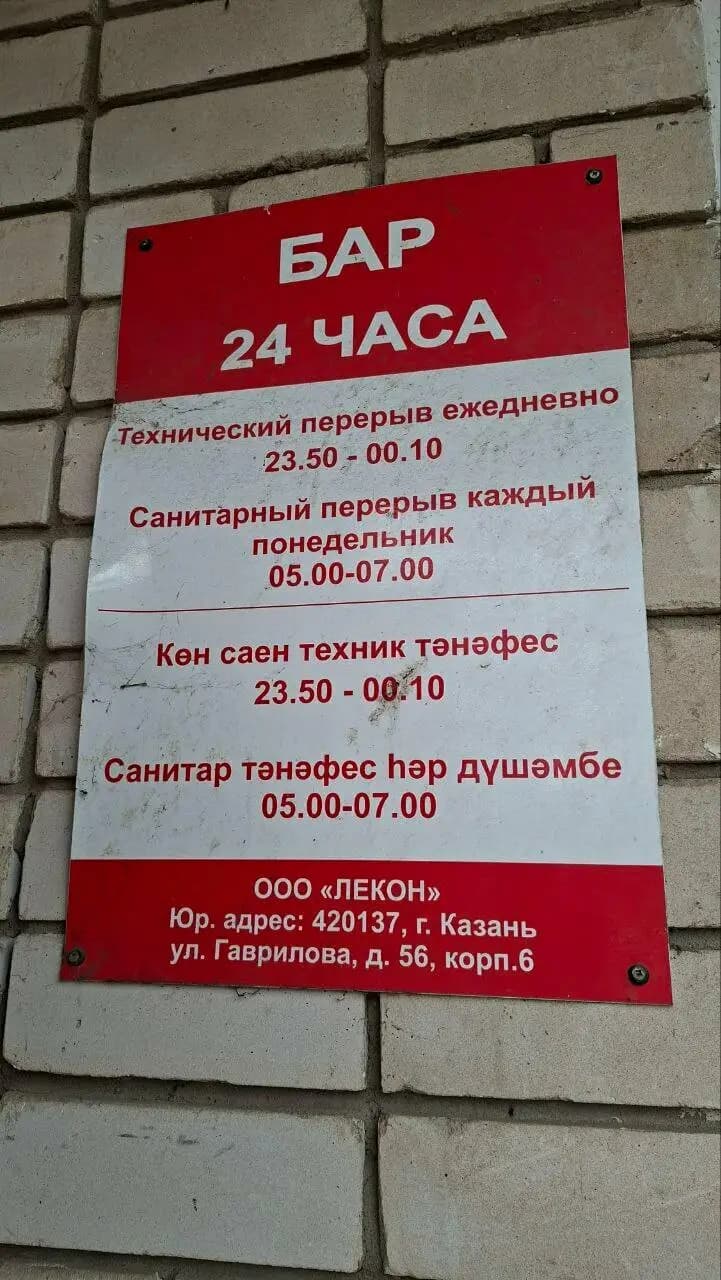 БАР
24 ЧАСА
Технический перерыв ежедневно
23.50 - 00.10
Санитарный перерыв каждый
понедельник
05.00-07.00
Көн саен техник тәнәфес
23.50 - 00.10
Санитар тәнәфес һәр дүшәмбе
05.00-07.00
ООО «ЛЕКОН»
Юр. адрес: 420137, г. Казань
ул. Гаврилова, д. 56, корп.6